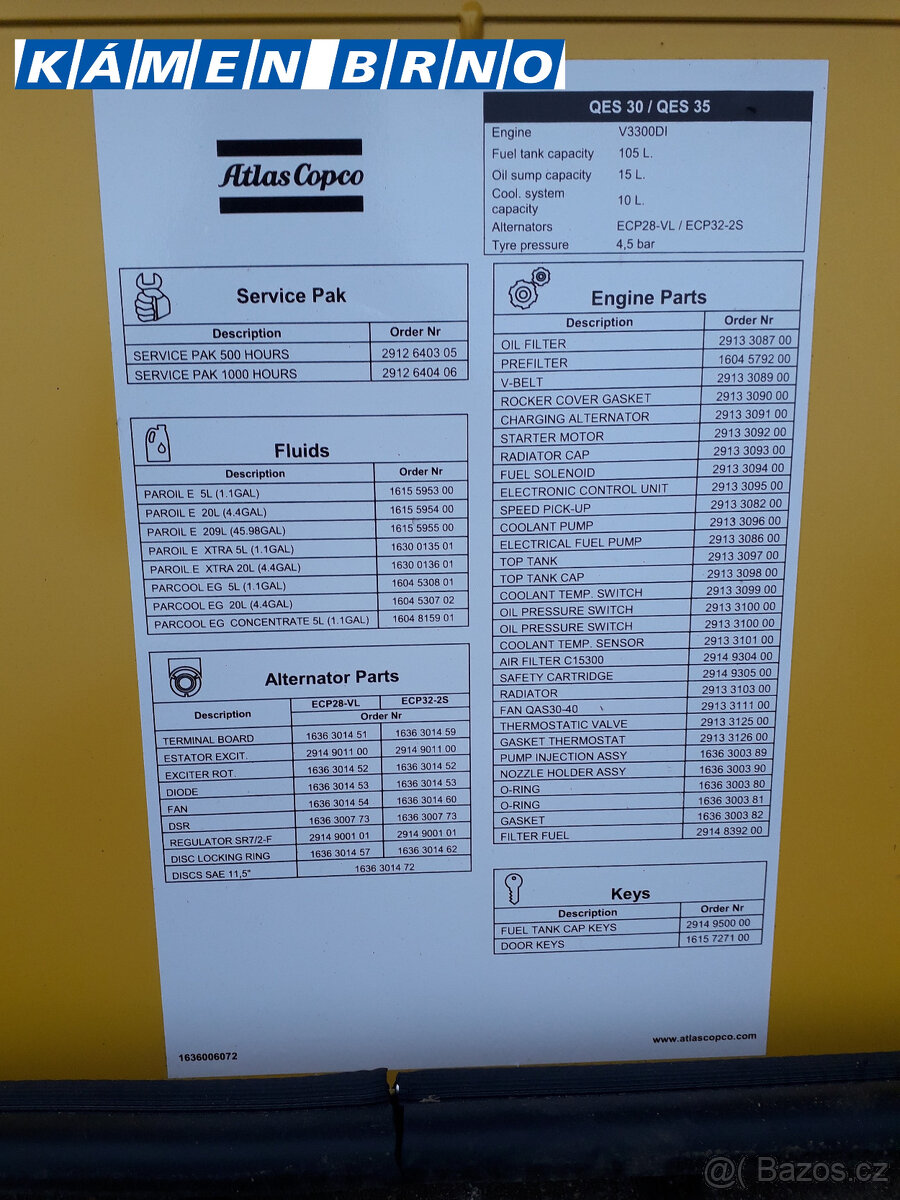 KÁMEN BRNO
Atlas Copco
QES 30 / QES 35
Engine V3300DI
Fuel tank capacity 105 L.
Oil sump capacity 15 L.
Cool. system
capacity 10 L.
Alternators ECP28-VL / ECP32-2S
Tyre pressure 4,5 bar
Service Pak
Description Order Nr
SERVICE PAK 500 HOURS 2912 6403 05
SERVICE PAK 1000 HOURS 2912 6404 06
Fluids
Description Order Nr
PAROIL E 5L (1.1GAL) 1615 5953 00
PAROIL E 20L (4.4GAL) 1615 5954 00
PAROIL E 209L (45.98GAL) 1615 5955 00
PAROIL E XTRA 5L (1.1GAL) 1630 0135 01
PAROIL E XTRA 20L (4.4GAL) 1630 0136 01
PARCOOL EG 5L (1.1GAL) 1604 5308 01
PARCOOL EG 20L (4.4GAL) 1604 5307 02
PARCOOL EG CONCENTRATE 5L (1.1GAL) 1604 8159 01
Alternator Parts
Description ECP28-VL ECP32-2S
Order Nr
TERMINAL BOARD 1636 3014 51 1636 3014 59
ESTATOR EXCIT. 2914 9011 00 2914 9011 00
EXCITER ROT. 1636 3014 52 1636 3014 52
DIODE 1636 3014 53 1636 3014 53
FAN 1636 3014 54 1636 3014 60
DSR 1636 3007 73 1636 3007 73
REGULATOR SR7/2-F 2914 9001 01 2914 9001 01
DISC LOCKING RING 1636 3014 57 1636 3014 62
DISCS SAE 11,5" 1636 3014 72
Engine Parts
Description Order Nr
OIL FILTER 2913 3087 00
PREFILTER 1604 5792 00
V-BELT 2913 3089 00
ROCKER COVER GASKET 2913 3090 00
CHARGING ALTERNATOR 2913 3091 00
STARTER MOTOR 2913 3092 00
RADIATOR CAP 2913 3093 00
FUEL SOLENOID 2913 3094 00
ELECTRONIC CONTROL UNIT 2913 3095 00
SPEED PICK-UP 2913 3082 00
COOLANT PUMP 2913 3096 00
ELECTRICAL FUEL PUMP 2913 3086 00
TOP TANK 2913 3097 00
TOP TANK CAP 2913 3098 00
COOLANT TEMP. SWITCH 2913 3099 00
OIL PRESSURE SWITCH 2913 3100 00
OIL PRESSURE SWITCH 2913 3100 00
COOLANT TEMP. SENSOR 2913 3101 00
AIR FILTER C15300 2914 9304 00
SAFETY CARTRIDGE 2914 9305 00
RADIATOR 2913 3103 00
FAN QAS30-40 2913 3111 00
THERMOSTATIC VALVE 2913 3125 00
GASKET THERMOSTAT 2913 3126 00
PUMP INJECTION ASSY 1636 3003 89
NOZZLE HOLDER ASSY 1636 3003 90
O-RING 1636 3003 80
O-RING 1636 3003 81
GASKET 1636 3003 82
FILTER FUEL 2914 8392 00
Keys
Description Order Nr
FUEL TANK CAP KEYS 2914 9500 00
DOOR KEYS 1615 7271 00
1636006072
www.atlascopco.com
@( Bazos.cz